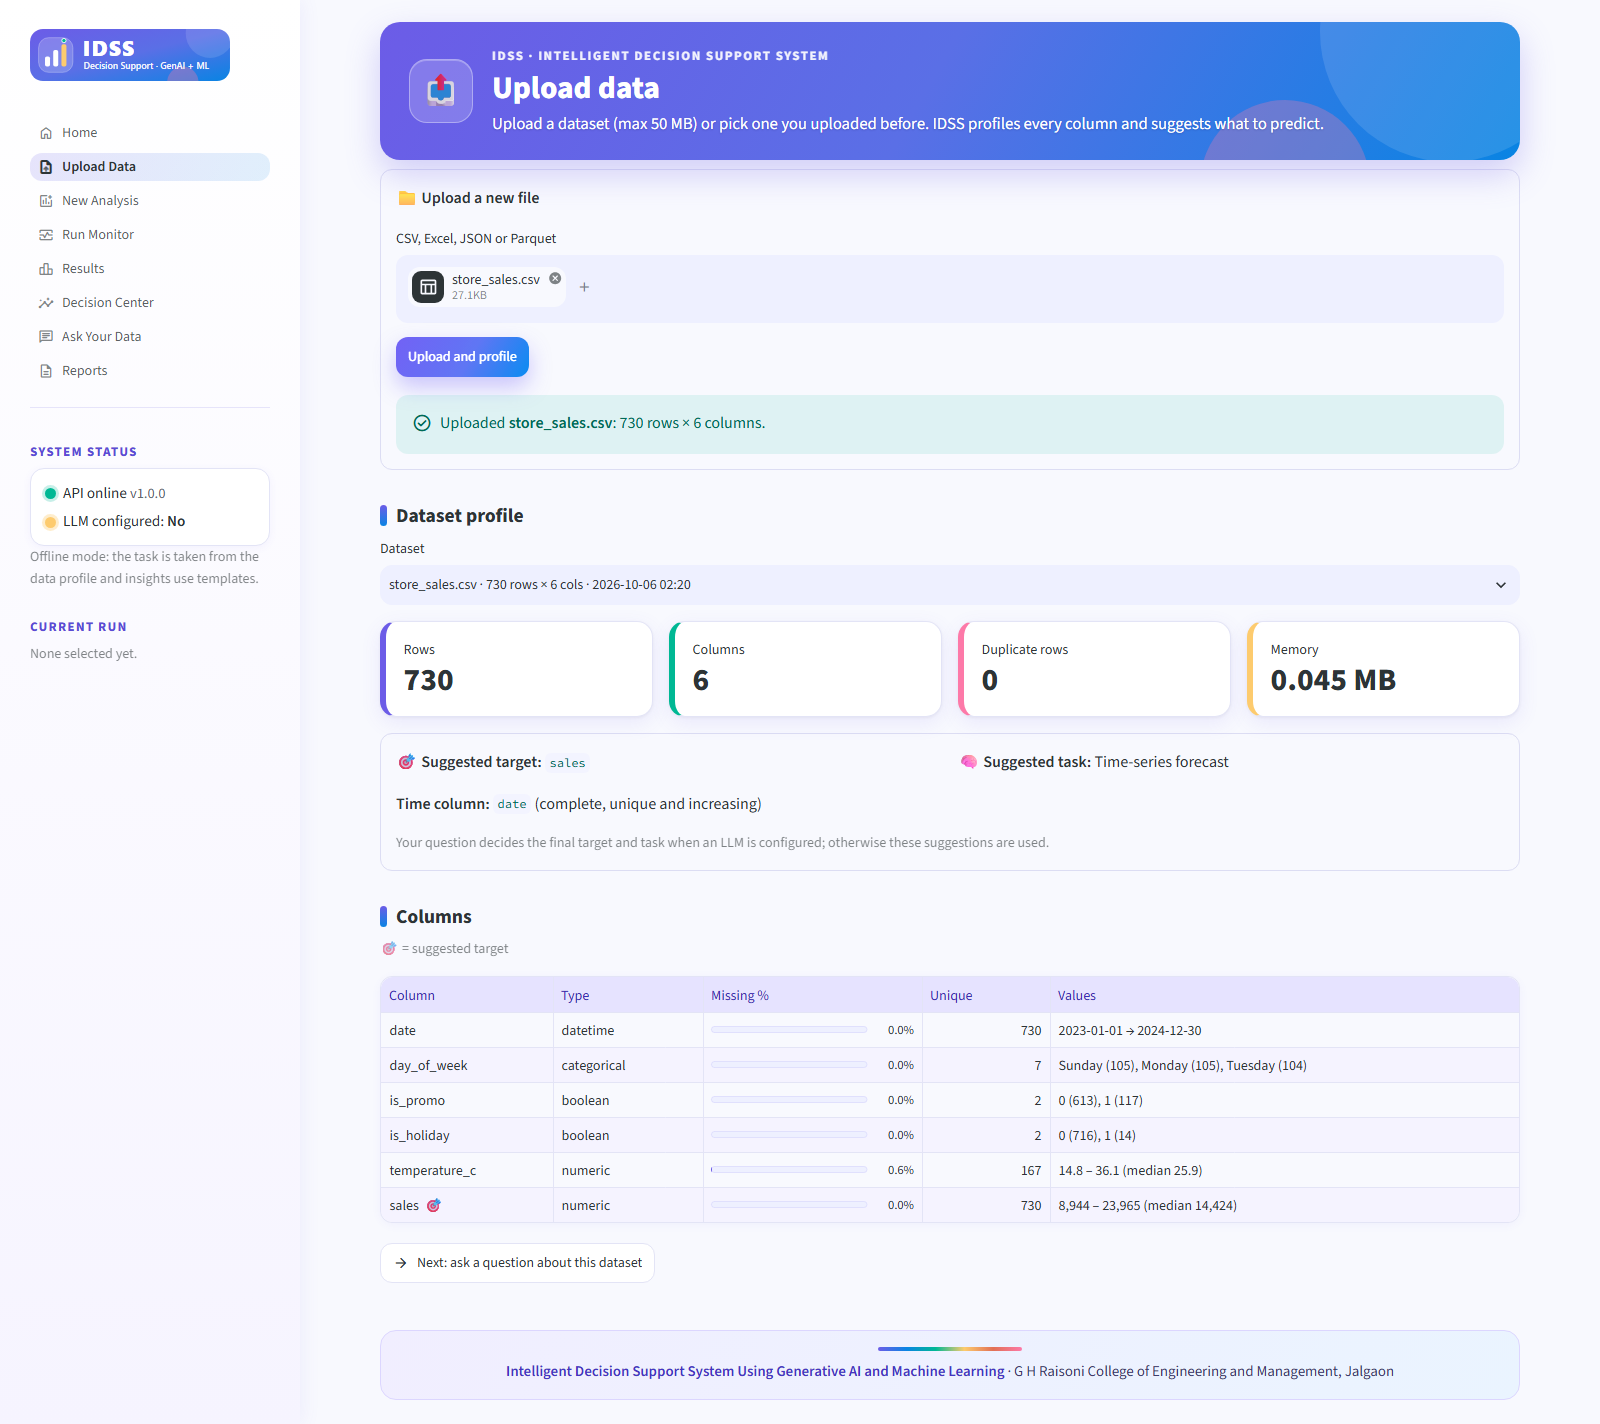 IDSS
Decision Support · GenAI + ML
Home
Upload Data
New Analysis
Run Monitor
Results
Decision Center
Ask Your Data
Reports
SYSTEM STATUS
API online v1.0.0
LLM configured: No
Offline mode: the task is taken from the
data profile and insights use templates.
CURRENT RUN
None selected yet.
IDSS · INTELLIGENT DECISION SUPPORT SYSTEM
Upload data
Upload a dataset (max 50 MB) or pick one you uploaded before. IDSS profiles every column and suggests what to predict.
Upload a new file
CSV, Excel, JSON or Parquet
store_sales.csv
27.1KB
Upload and profile
Uploaded store_sales.csv: 730 rows × 6 columns.
Dataset profile
Dataset
store_sales.csv · 730 rows × 6 cols · 2026-10-06 02:20
Rows
730
Columns
6
Duplicate rows
0
Memory
0.045 MB
Suggested target: sales
Suggested task: Time-series forecast
Time column: date (complete, unique and increasing)
Your question decides the final target and task when an LLM is configured; otherwise these suggestions are used.
Columns
= suggested target
Column Type Missing % Unique Values
date datetime 0.0% 730 2023-01-01 → 2024-12-30
day_of_week categorical 0.0% 7 Sunday (105), Monday (105), Tuesday (104)
is_promo boolean 0.0% 2 0 (613), 1 (117)
is_holiday boolean 0.0% 2 0 (716), 1 (14)
temperature_c numeric 0.6% 167 14.8 – 36.1 (median 25.9)
sales numeric 0.0% 730 8,944 – 23,965 (median 14,424)
Next: ask a question about this dataset
Intelligent Decision Support System Using Generative AI and Machine Learning · G H Raisoni College of Engineering and Management, Jalgaon